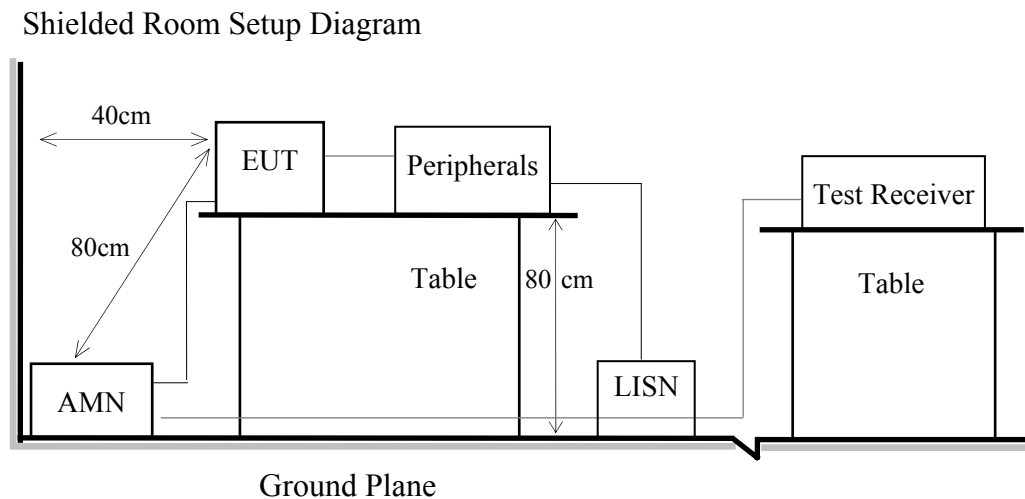 Shielded Room Setup Diagram
40cm
EUT
Peripherals
Test Receiver
80cm
Table
80 cm
Table
AMN
LISN
Ground Plane